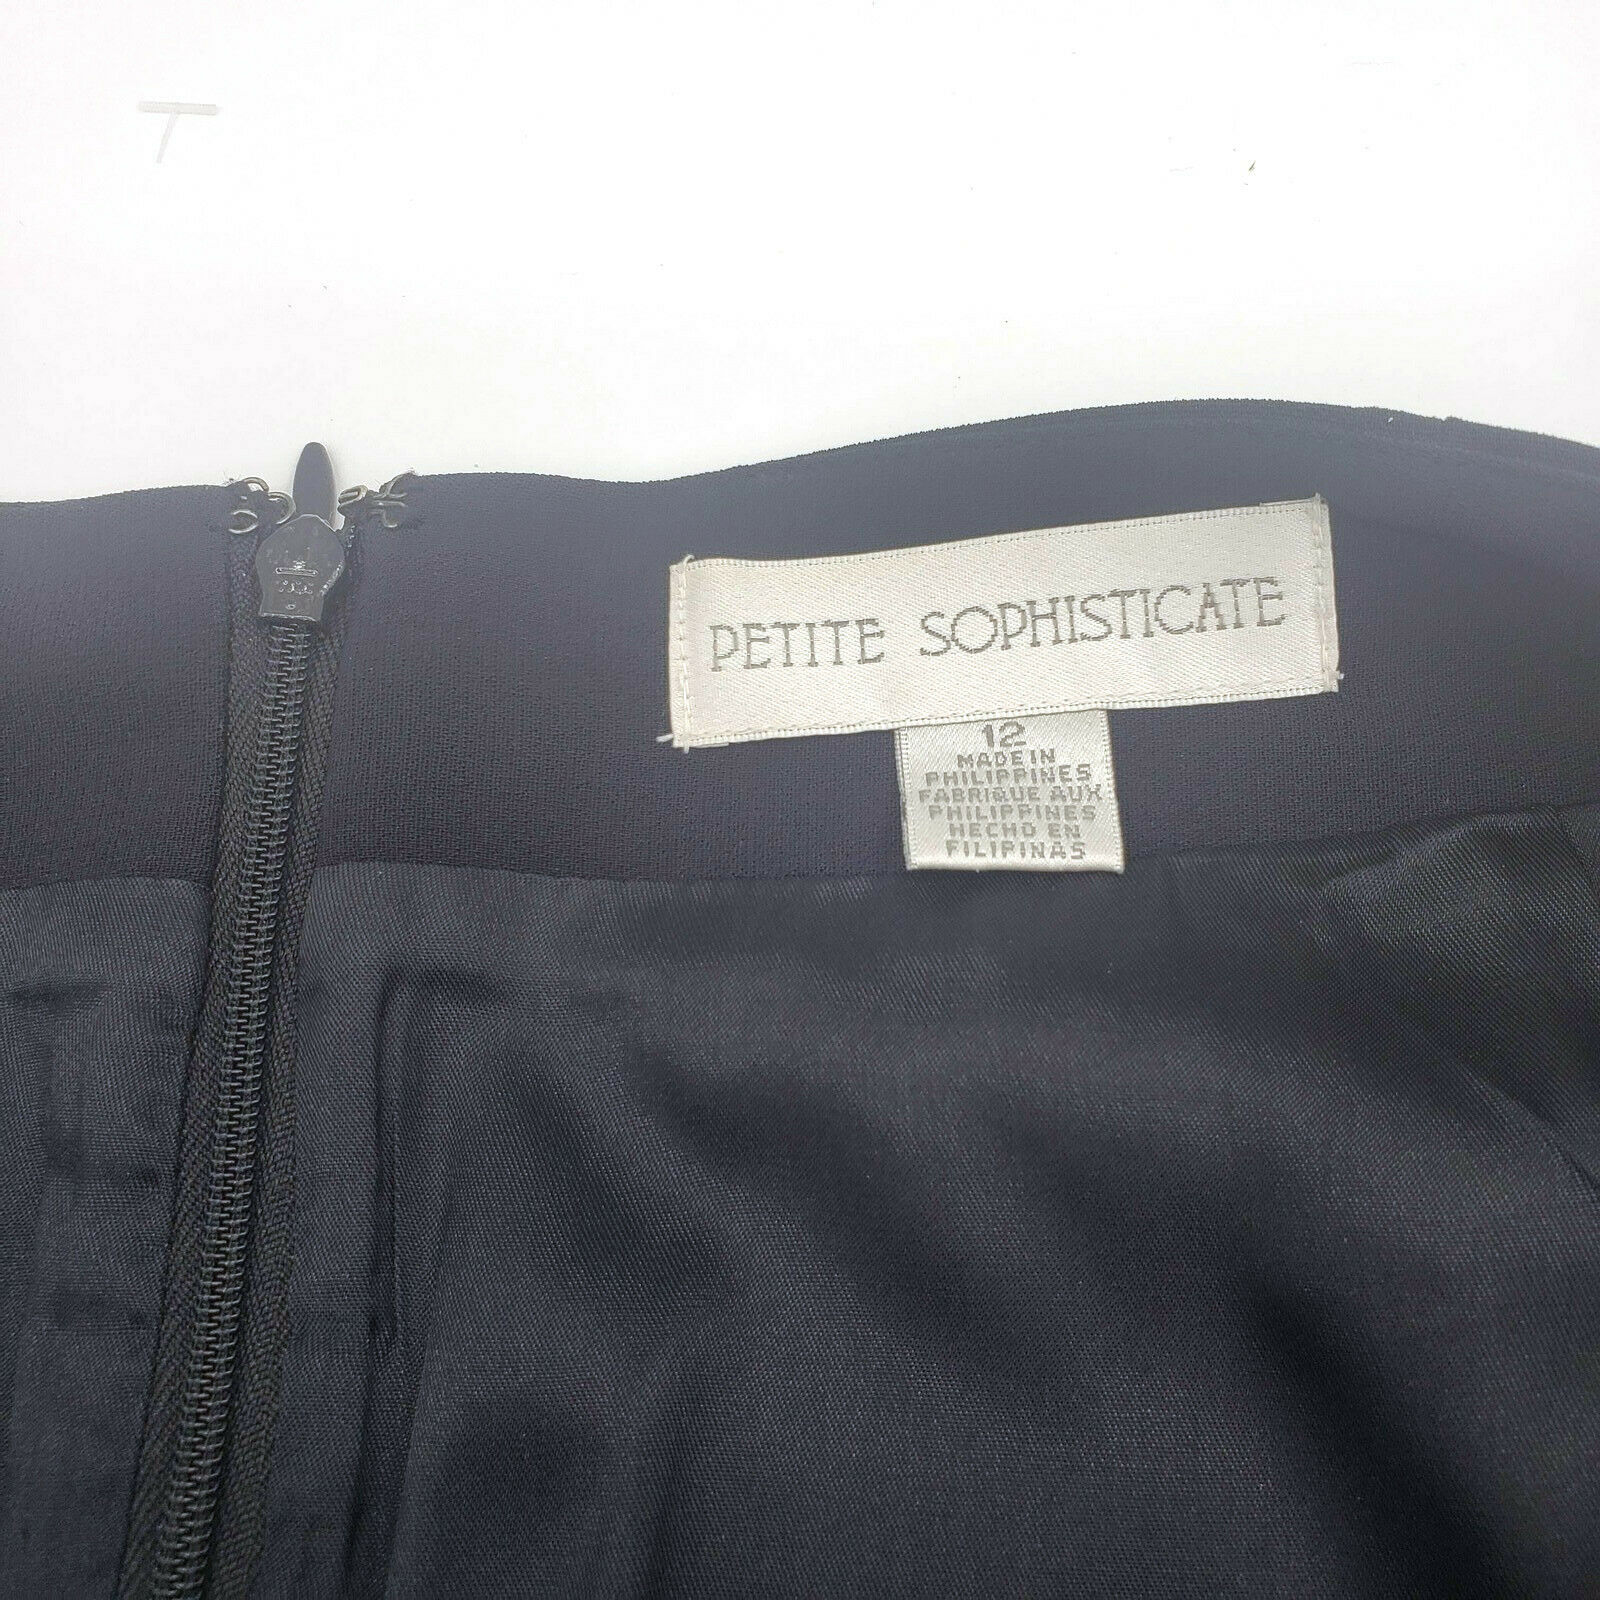 PETITE SOPHISTICATE
12
MADE IN
PHILIPPINES
FABRIQUE AUX
PHILIPPINES
HECHO EN
FILIPINAS